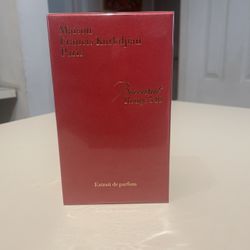 Maison
Francis Kurkdjian
Paris
Baccarat
Rouge 540
Extrait de parfum